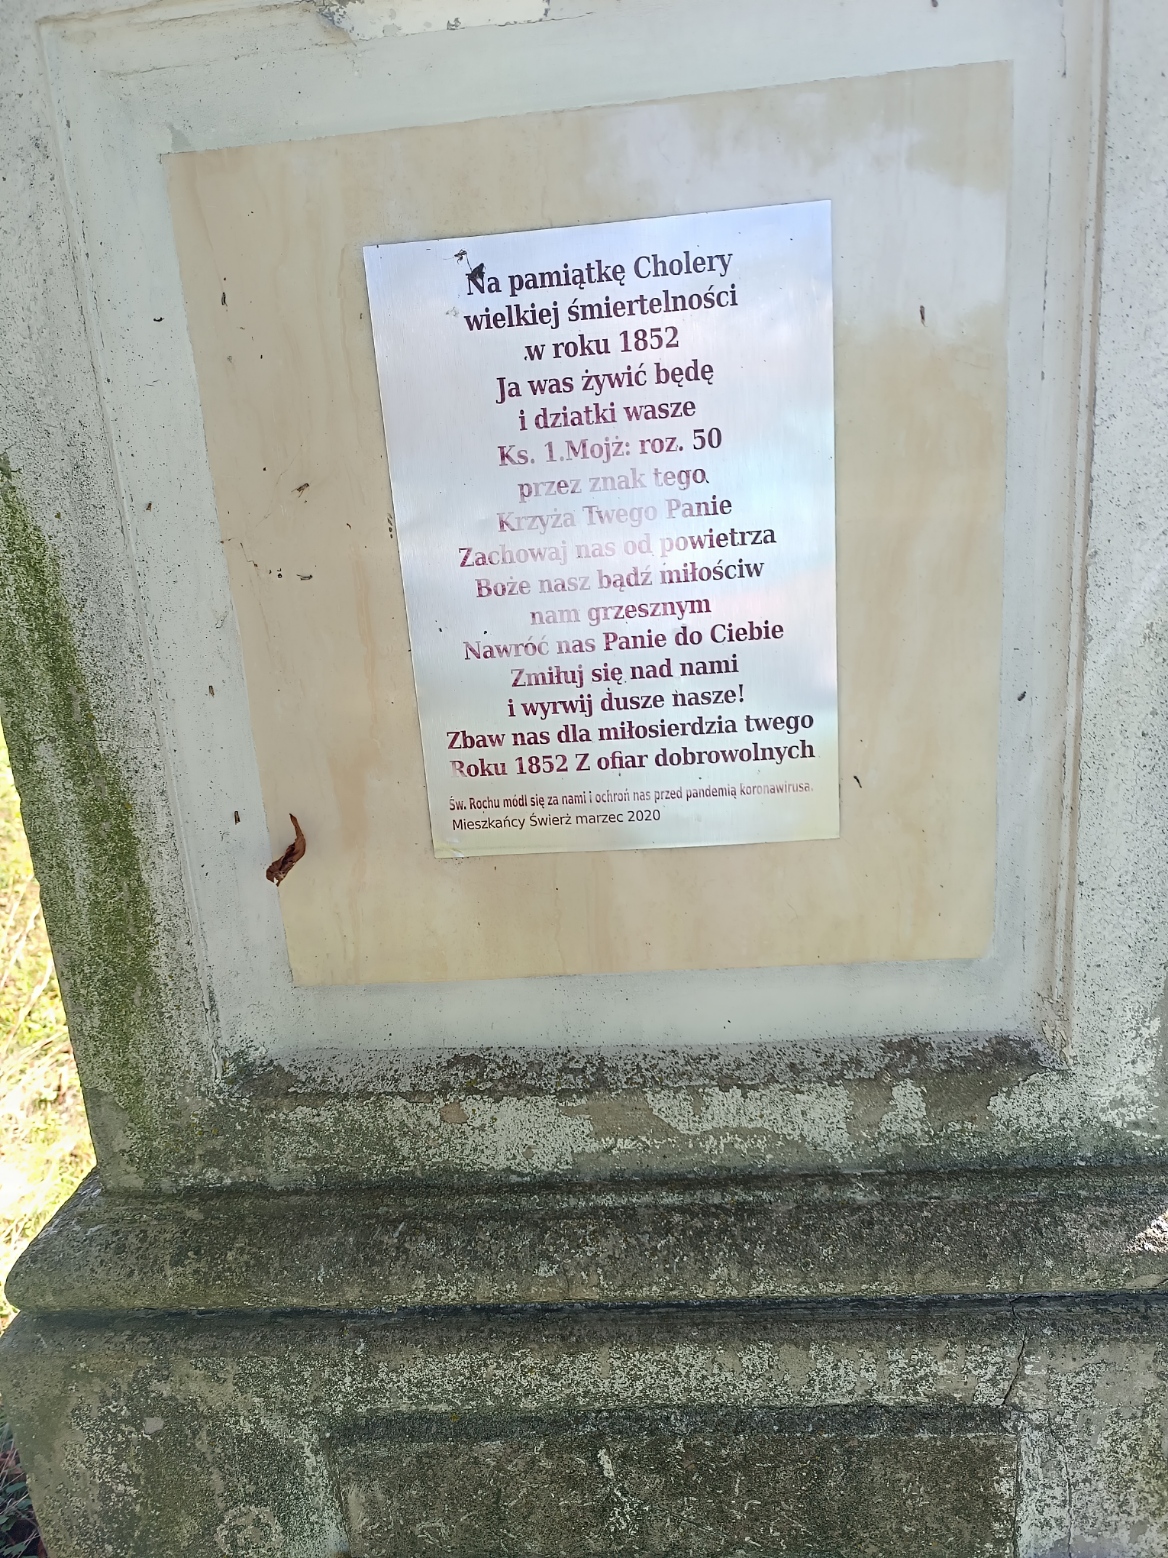 Na pamiątkę Cholery
wielkiej śmiertelności
w roku 1852
Ja was żywić będę
i dziatki wasze
Ks. 1.Mojż: roz. 50
przez znak tego
Krzyża Twego Panie
Zachowaj nas od powietrza
Boże nasz bądź miłościw
nam grzesznym
Nawróć nas Panie do Ciebie
Zmiłuj się nad nami
i wyrwij dusze nasze!
Zbaw nas dla miłosierdzia twego
Roku 1852 Z ofiar dobrowolnych
Św. Rochu módl się za nami i ochroń nas przed pandemią koronawirusa.
Mieszkańcy Świerż marzec 2020